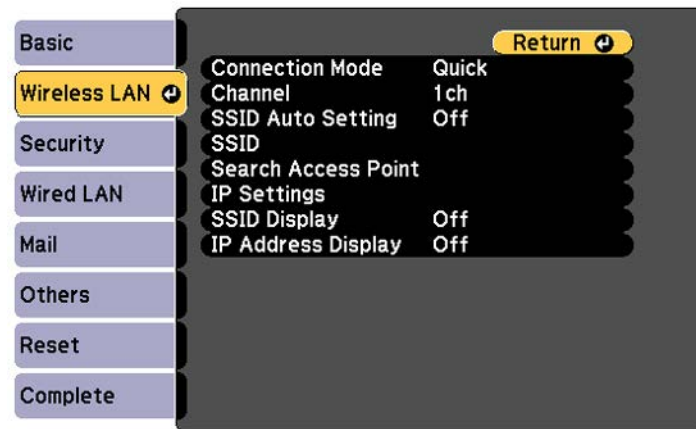 Basic
Wireless LAN
Security
Wired LAN
Mail
Others
Reset
Complete
Return
Connection Mode Quick
Channel 1ch
SSID Auto Setting Off
SSID
Search Access Point
IP Settings
SSID Display Off
IP Address Display Off